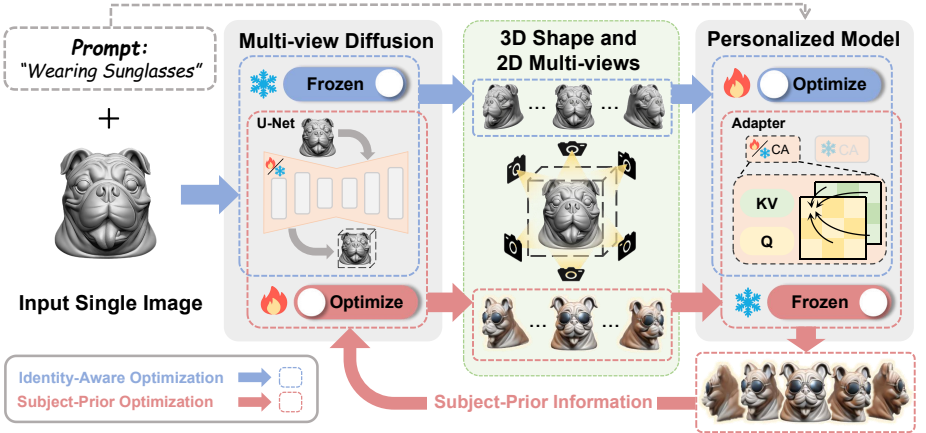 Prompt:
"Wearing Sunglasses"
+
Input Single Image
Multi-view Diffusion
Frozen
U-Net
Optimize
3D Shape and
2D Multi-views
...
...
...
...
Personalized Model
Optimize
Adapter
CA
CA
KV
Q
Frozen
Identity-Aware Optimization
Subject-Prior Optimization
Subject-Prior Information